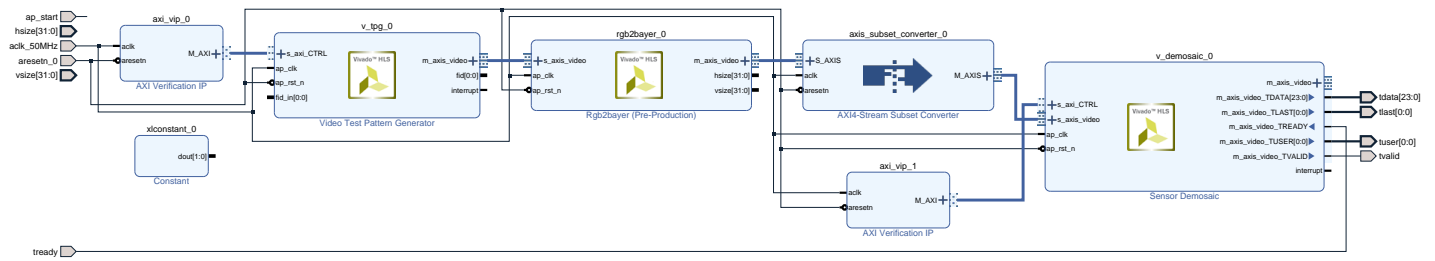 ap_start
hsize[31:0]
aclk_50MHz
aresetn_0
vsize[31:0]
tready
axi_vip_0
aclk
aresetn
M_AXI
AXI Verification IP
xlconstant_0
dout[1:0]
Constant
v_tpg_0
s_axi_CTRL
ap_clk
ap_rst_n
fid_in[0:0]
Vivado™ HLS
m_axis_video
fid[0:0]
interrupt
Video Test Pattern Generator
rgb2bayer_0
s_axis_video
ap_clk
ap_rst_n
Vivado™ HLS
m_axis_video
hsize[31:0]
vsize[31:0]
Rgb2bayer (Pre-Production)
axis_subset_converter_0
S_AXIS
aclk
aresetn
M_AXIS
AXI4-Stream Subset Converter
axi_vip_1
aclk
aresetn
M_AXI
AXI Verification IP
v_demosaic_0
s_axi_CTRL
s_axis_video
ap_clk
ap_rst_n
Vivado™ HLS
m_axis_video
m_axis_video_TDATA[23:0]
m_axis_video_TLAST[0:0]
m_axis_video_TREADY
m_axis_video_TUSER[0:0]
m_axis_video_TVALID
interrupt
Sensor Demosaic
tdata[23:0]
tlast[0:0]
tuser[0:0]
tvalid